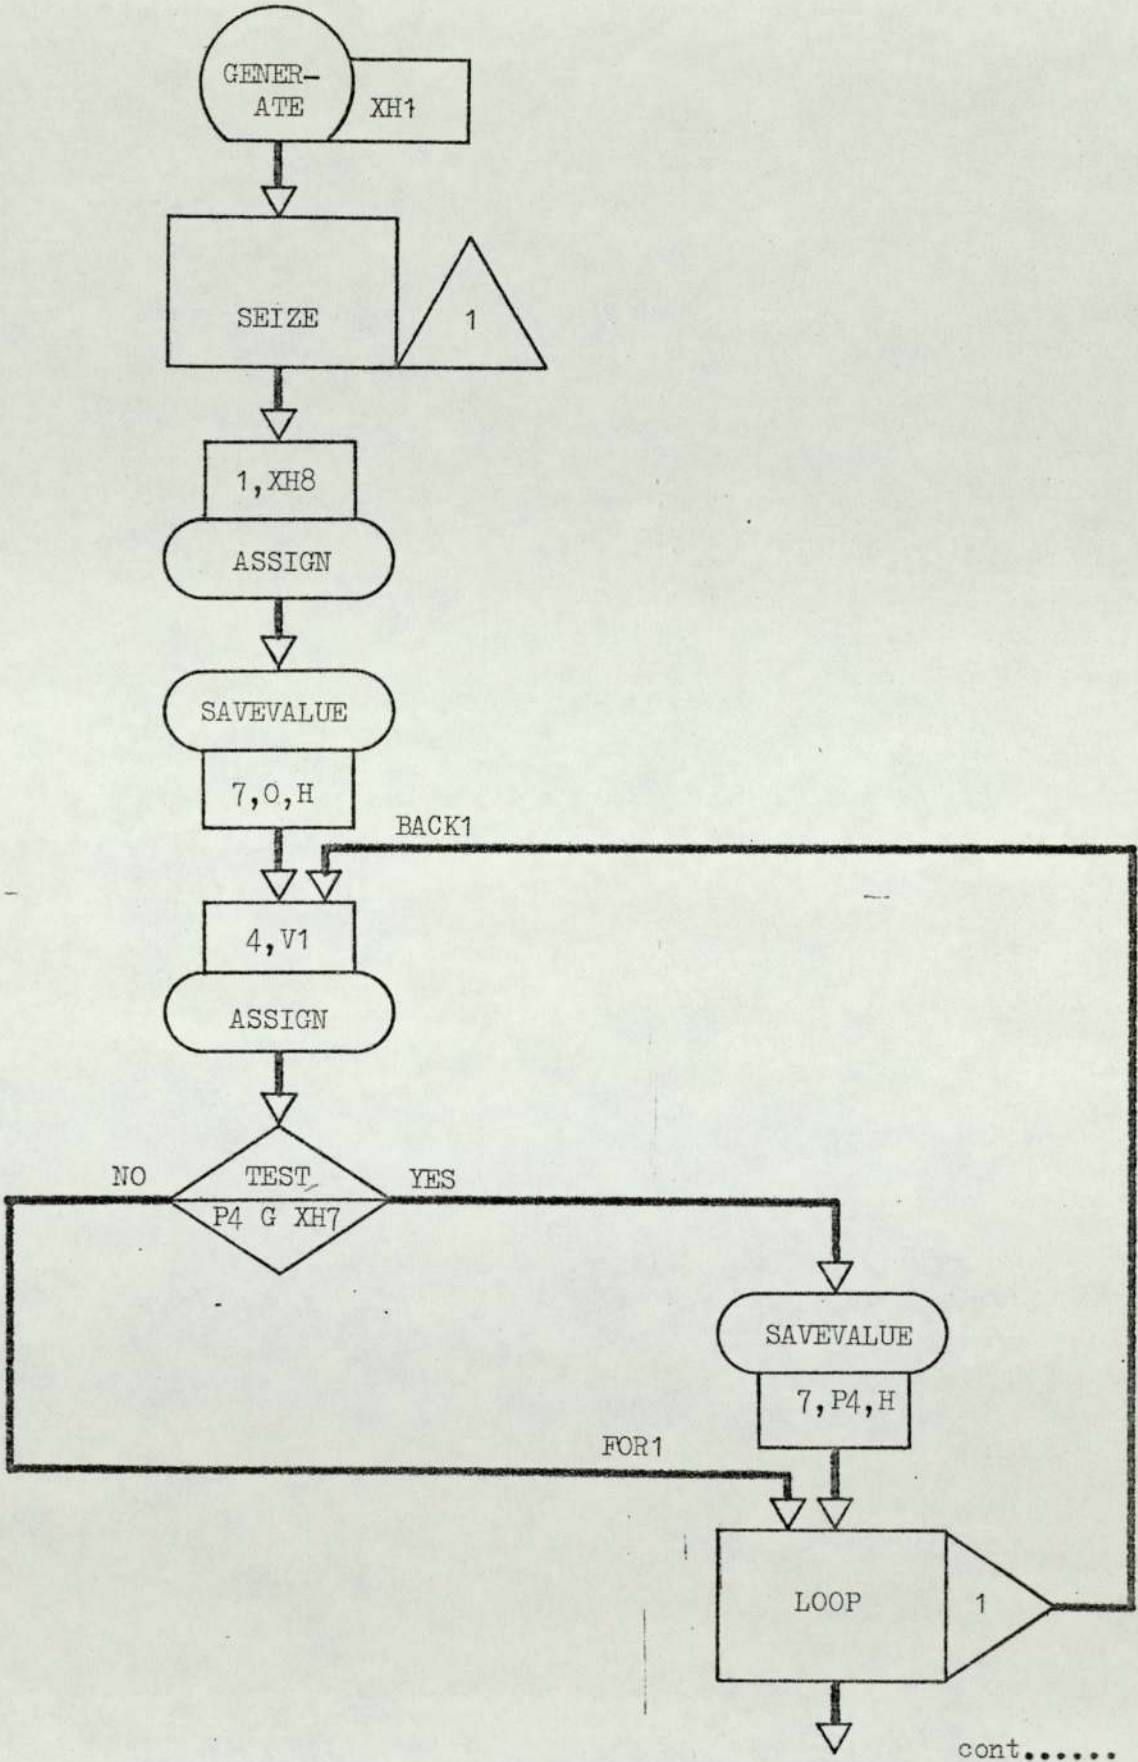 GENER-
ATE
XH1
SEIZE
1
1,XH8
ASSIGN
SAVEVALUE
7,0,H
BACK1
4,V1
ASSIGN
NO
TEST
YES
P4 G XH7
SAVEVALUE
7,P4,H
FOR1
LOOP
1
cont......